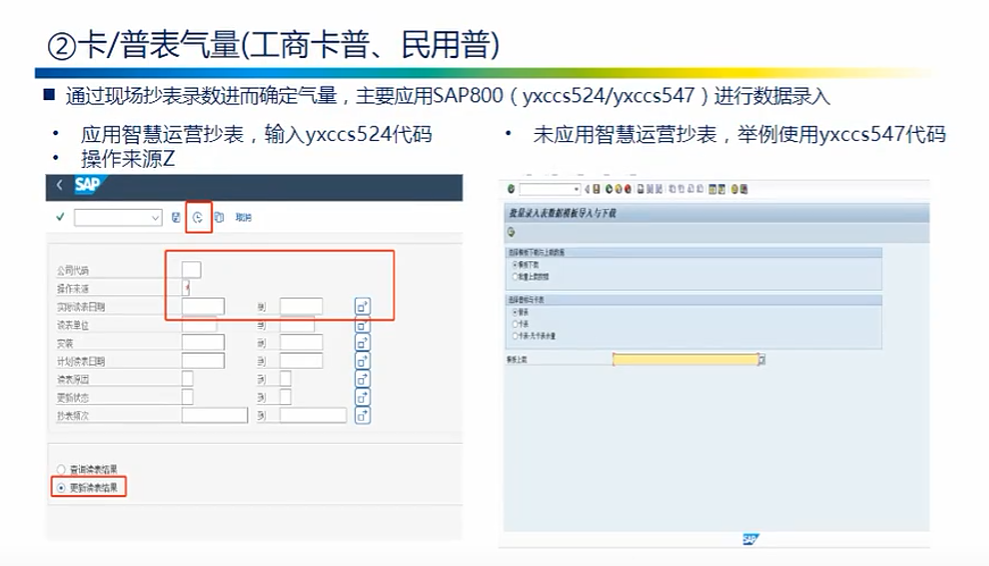 ②卡/普表气量(工商卡普、民用普)
通过现场抄表录数进而确定气量，主要应用SAP800（yxccs524/yxccs547）进行数据录入
• 应用智慧运营抄表，输入yxccs524代码
• 操作来源Z
SAP
取消
公司代码
操作来源
实际读表日期 到
读表单位 到
安装 到
计划读表日期 到
读表原因 到
更新状态 到
抄表频次 到
查询读表结果
更新读表结果
• 未应用智慧运营抄表，举例使用yxccs547代码
批量录入表数据模板导入与下载
选择模板下载与上载数据
模板下载
批量上载数据
选择普表与卡表
普表
卡表
卡表-无卡表余量
模板上载
SAP